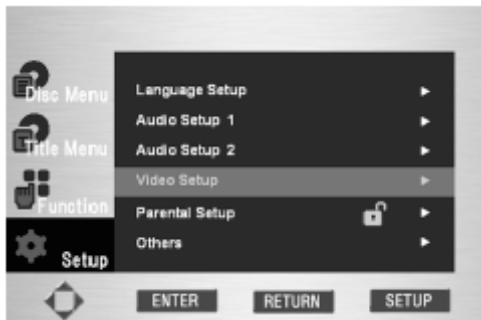 Disc Menu
Title Menu
Function
Setup
Language Setup
Audio Setup 1
Audio Setup 2
Video Setup
Parental Setup
Others
ENTER RETURN SETUP